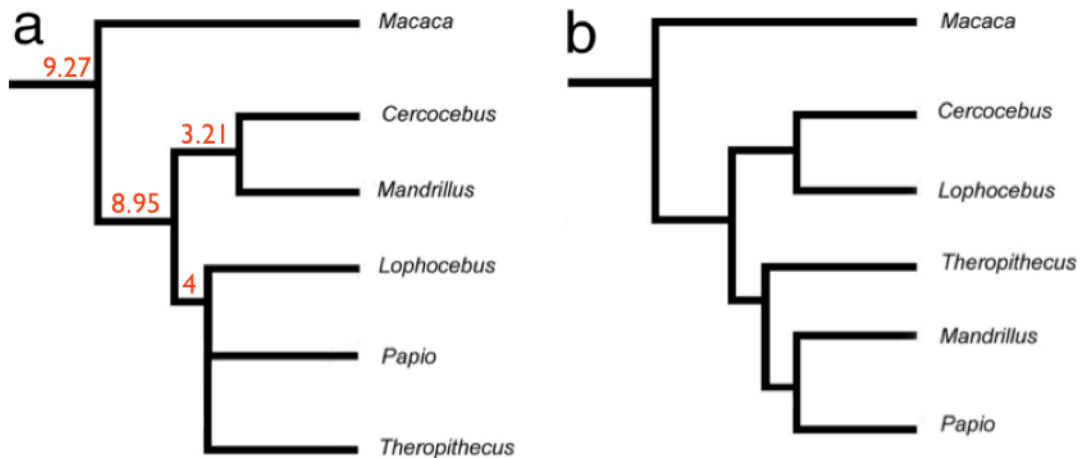 a
Macaca
9.27
Cercocebus
3.21
Mandrillus
8.95
Lophocebus
4
Papio
Theropithecus
b
Macaca
Cercocebus
Lophocebus
Theropithecus
Mandrillus
Papio